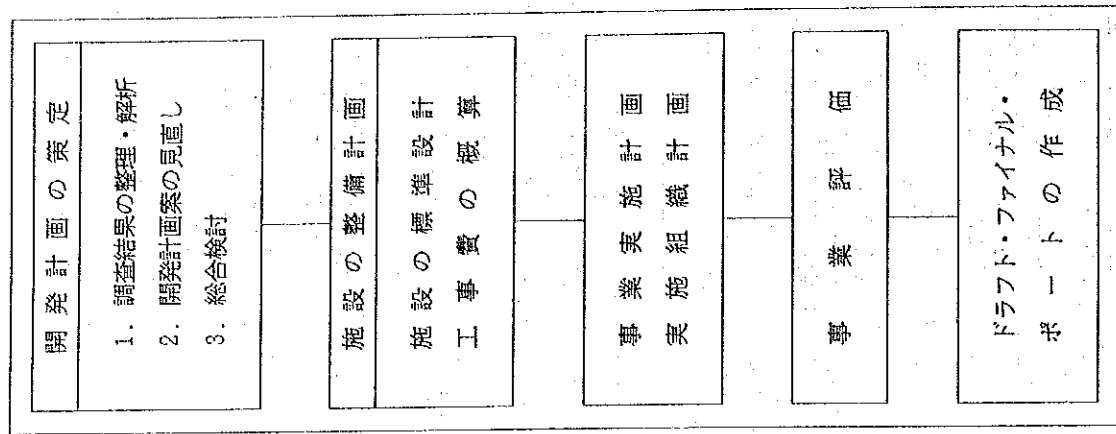 開発計画の策定
1. 調査結果の整理・解析
2. 開発計画案の見直し
3. 総合検討
施設の整備計画
施設の標準設計
工事費の概算
事業実施計画
実施組織計画
事業評価
ドラフト・ファイナル・
ポートの作成